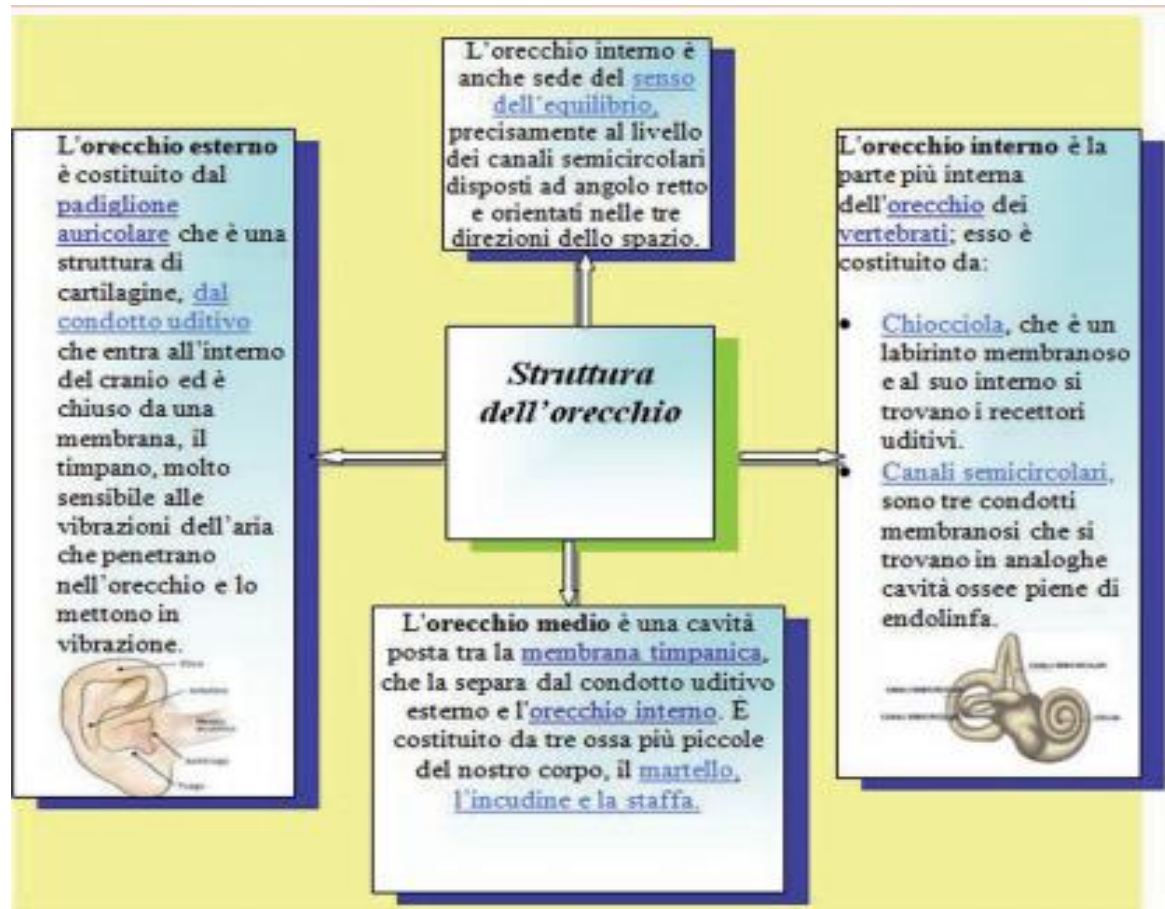 L'orecchio interno è
anche sede del senso
dell'equilibrio,
precisamente al livello
dei canali semicircolari
disposti ad angolo retto
e orientati nelle tre
direzioni dello spazio.
L'orecchio esterno
è costituito dal
padiglione
auricolare che è una
struttura di
cartilagine, dal
condotto uditivo
che entra all'interno
del cranio ed è
chiuso da una
membrana, il
timpano, molto
sensibile alle
vibrazioni dell'aria
che penetrano
nell'orecchio e lo
mettono in
vibrazione.
Struttura
dell'orecchio
L'orecchio interno è la
parte più interna
dell'orecchio dei
vertebrati; esso è
costituito da:
• Chiocciola, che è un
labirinto membranoso
e al suo interno si
trovano i recettori
uditivi.
• Canali semicircolari,
sono tre condotti
membranosi che si
trovano in analoghe
cavità ossee piene di
endolinfa.
L'orecchio medio è una cavità
posta tra la membrana timpanica,
che la separa dal condotto uditivo
esterno e l'orecchio interno. È
costituito da tre ossa più piccole
del nostro corpo, il martello,
l'incudine e la staffa.